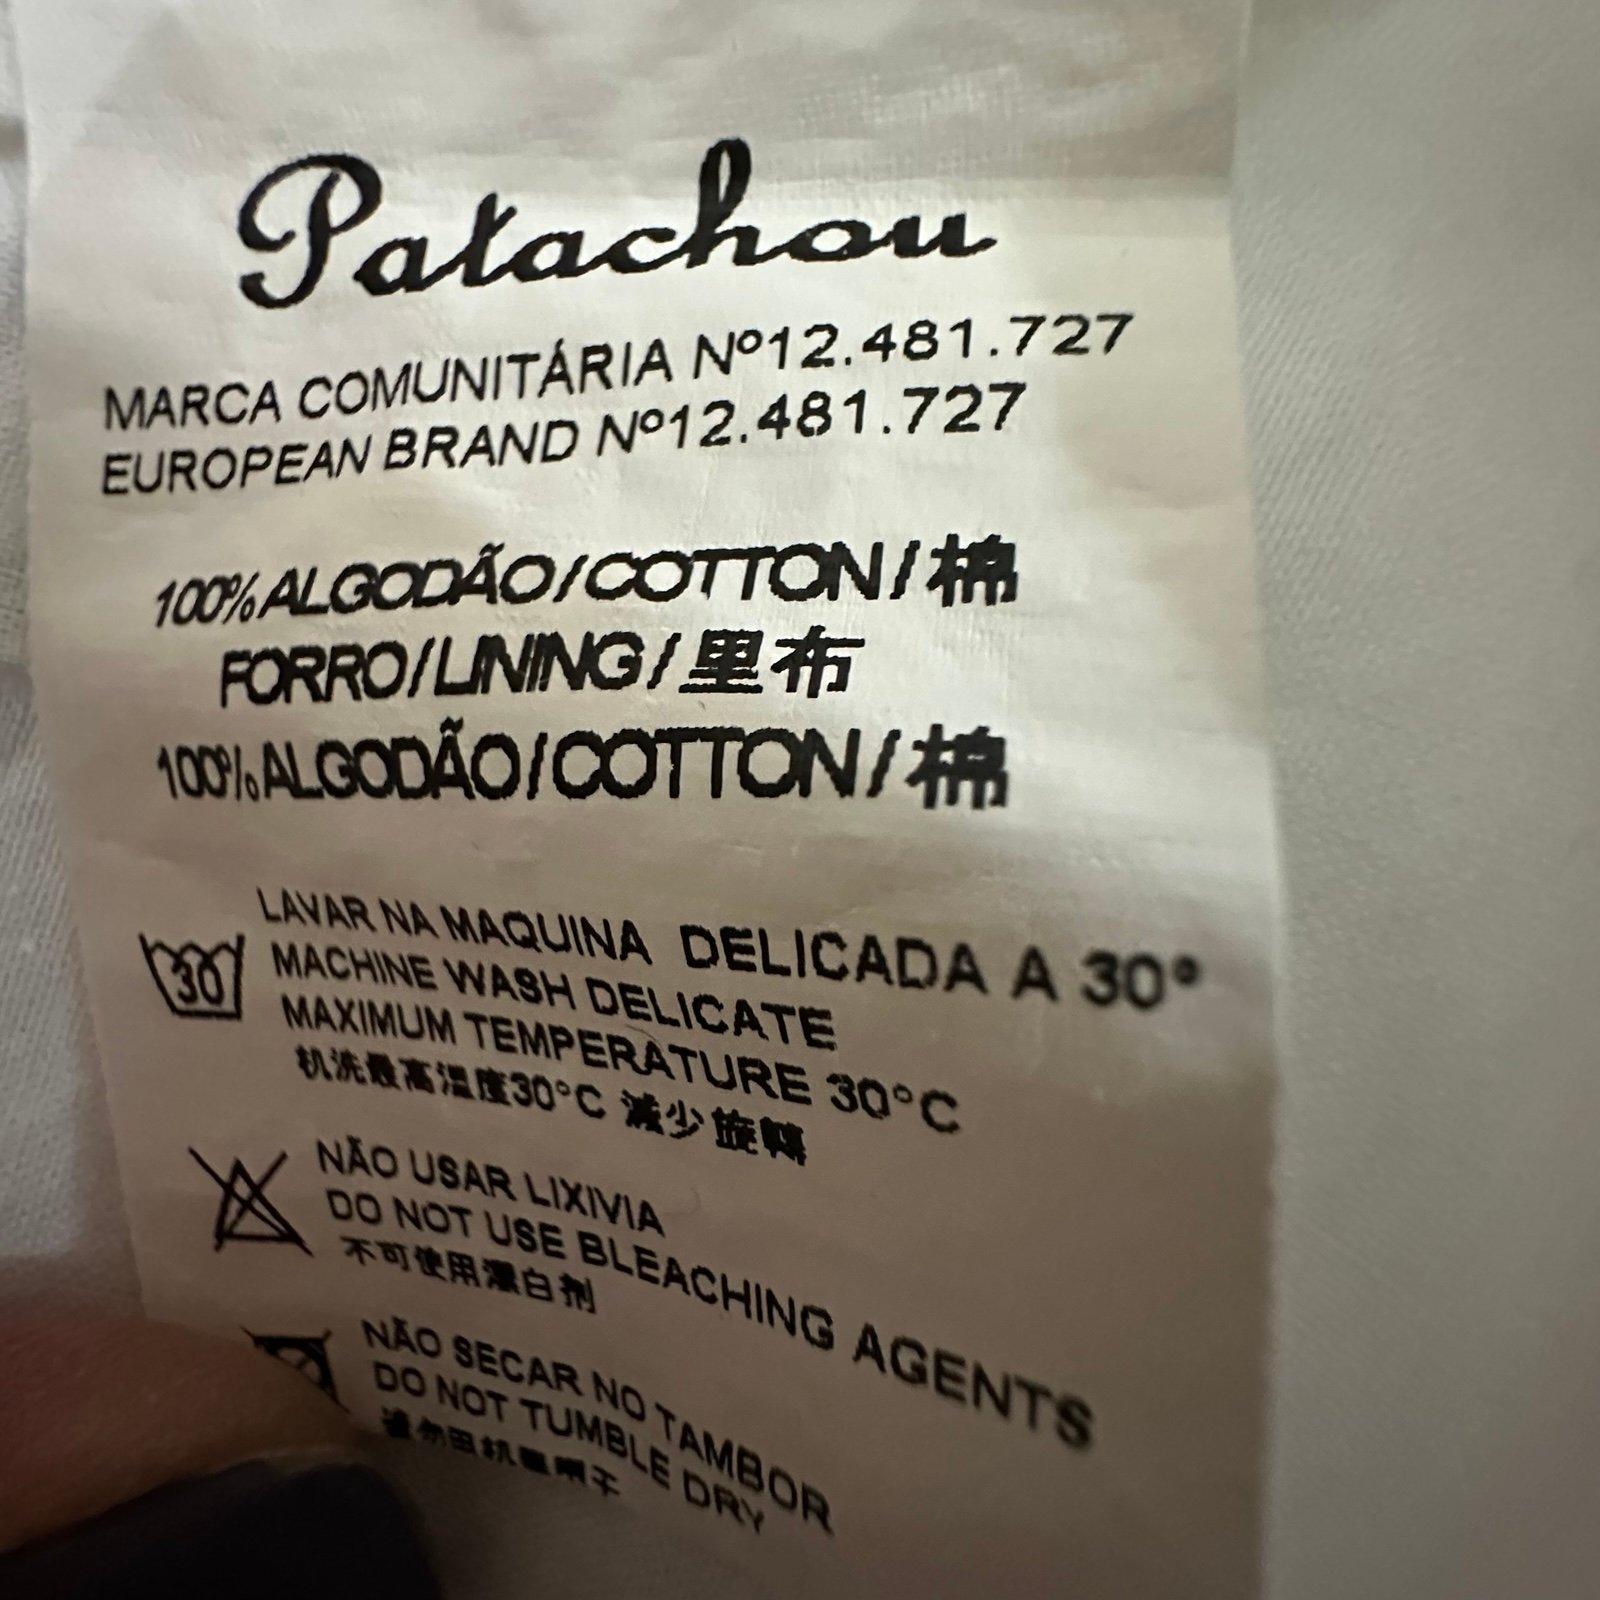 Patachou
MARCA COMUNITÁRIA Nº12.481.727
EUROPEAN BRAND Nº12.481.727
100% ALGODÃO/COTTON/棉
FORRO/LINING/里布
100% ALGODÃO/COTTON/棉
LAVAR NA MAQUINA DELICADA A 30°
30 MACHINE WASH DELICATE
MAXIMUM TEMPERATURE 30°C
机洗最高溫度30°C 減少旋轉
NÃO USAR LIXIVIA
DO NOT USE BLEACHING AGENTS
不可使用漂白剂
NÃO SECAR NO TAMBOR
DO NOT TUMBLE DRY